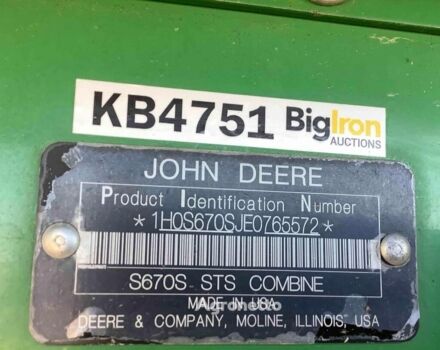 KB4751 BigIron
AUCTIONS
JOHN DEERE
Product Identification Number
*1H0S670SJE0765572*
S670S STS COMBINE
MADE IN USA
DEERE & COMPANY, MOLINE, ILLINOIS, USA